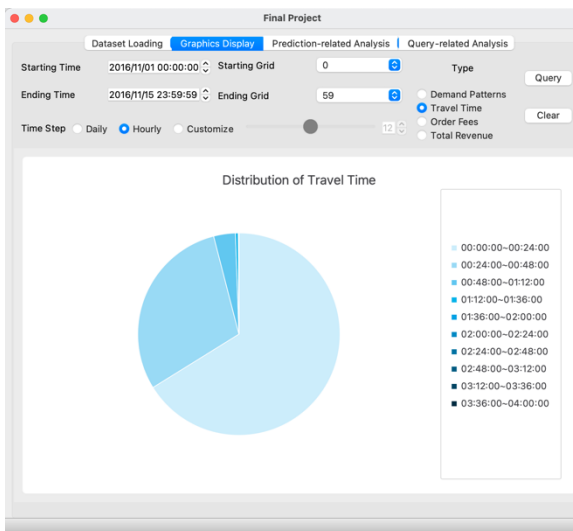 Final Project
Dataset Loading Graphics Display Prediction-related Analysis Query-related Analysis
Starting Time 2016/11/01 00:00:00 Starting Grid 0 Type
Query
Ending Time 2016/11/15 23:59:59 Ending Grid 59 Demand Patterns
Travel Time
Clear
Order Fees
Time Step Daily Hourly Customize 12
Total Revenue
Distribution of Travel Time
00:00:00~00:24:00
00:24:00~00:48:00
00:48:00~01:12:00
01:12:00~01:36:00
01:36:00~02:00:00
02:00:00~02:24:00
02:24:00~02:48:00
02:48:00~03:12:00
03:12:00~03:36:00
03:36:00~04:00:00